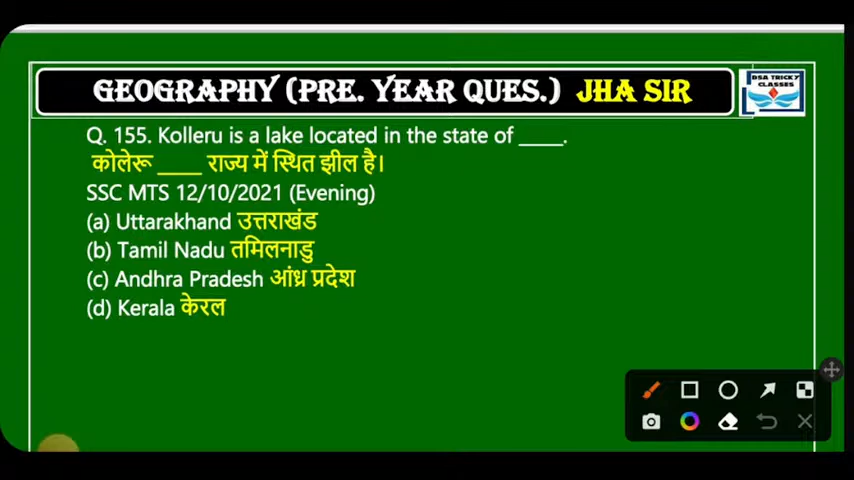 GEOGRAPHY (PRE. YEAR QUES.) JHA SIR
DSA TRICKY
CLASSES
Q. 155. Kolleru is a lake located in the state of ____.
कोलेरू ____ राज्य में स्थित झील है।
SSC MTS 12/10/2021 (Evening)
(a) Uttarakhand उत्तराखंड
(b) Tamil Nadu तमिलनाडु
(c) Andhra Pradesh आंध्र प्रदेश
(d) Kerala केरल